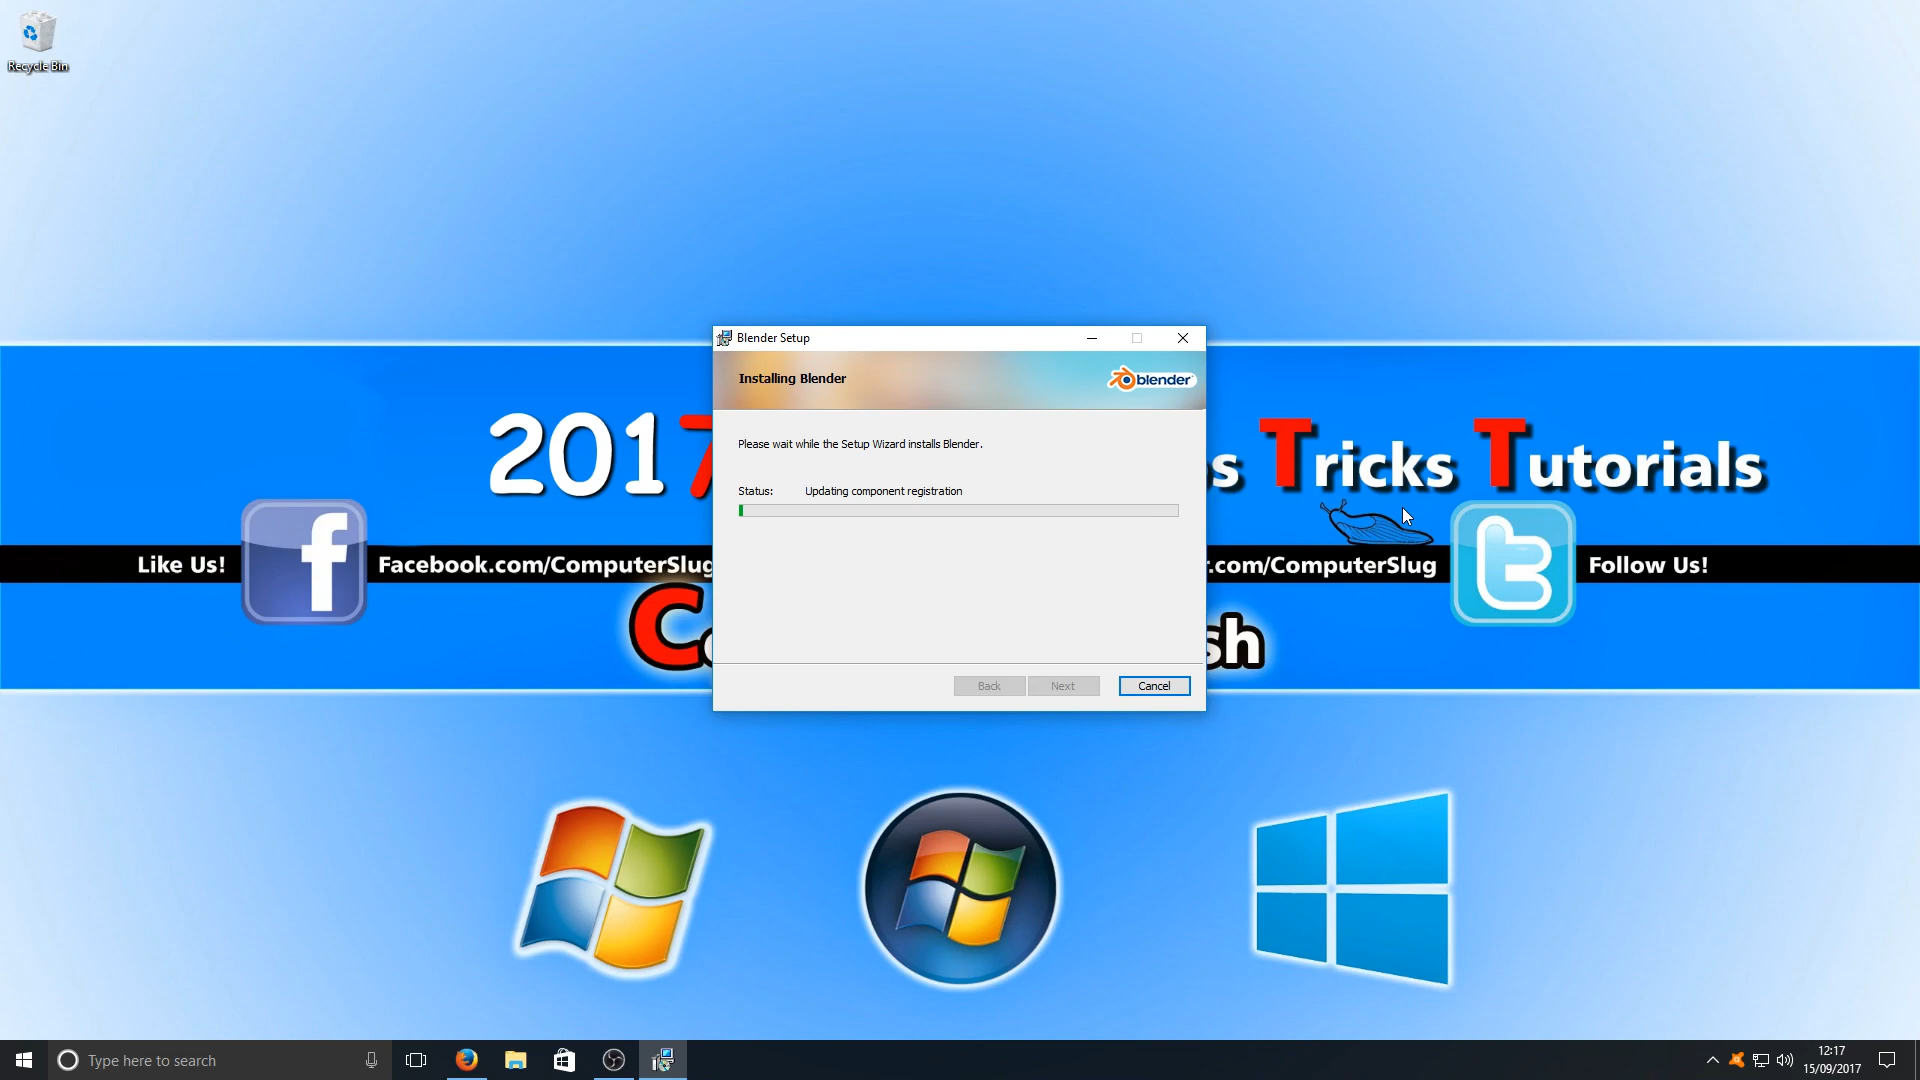 Recycle Bin
Blender Setup
Installing Blender
blender
Please wait while the Setup Wizard installs Blender.
Status: Updating component registration
Back Next Cancel
2017
Tricks Tutorials
Like Us!
f
Facebook.com/ComputerSlug
.com/ComputerSlug
t
Follow Us!
Type here to search
12:17
15/09/2017